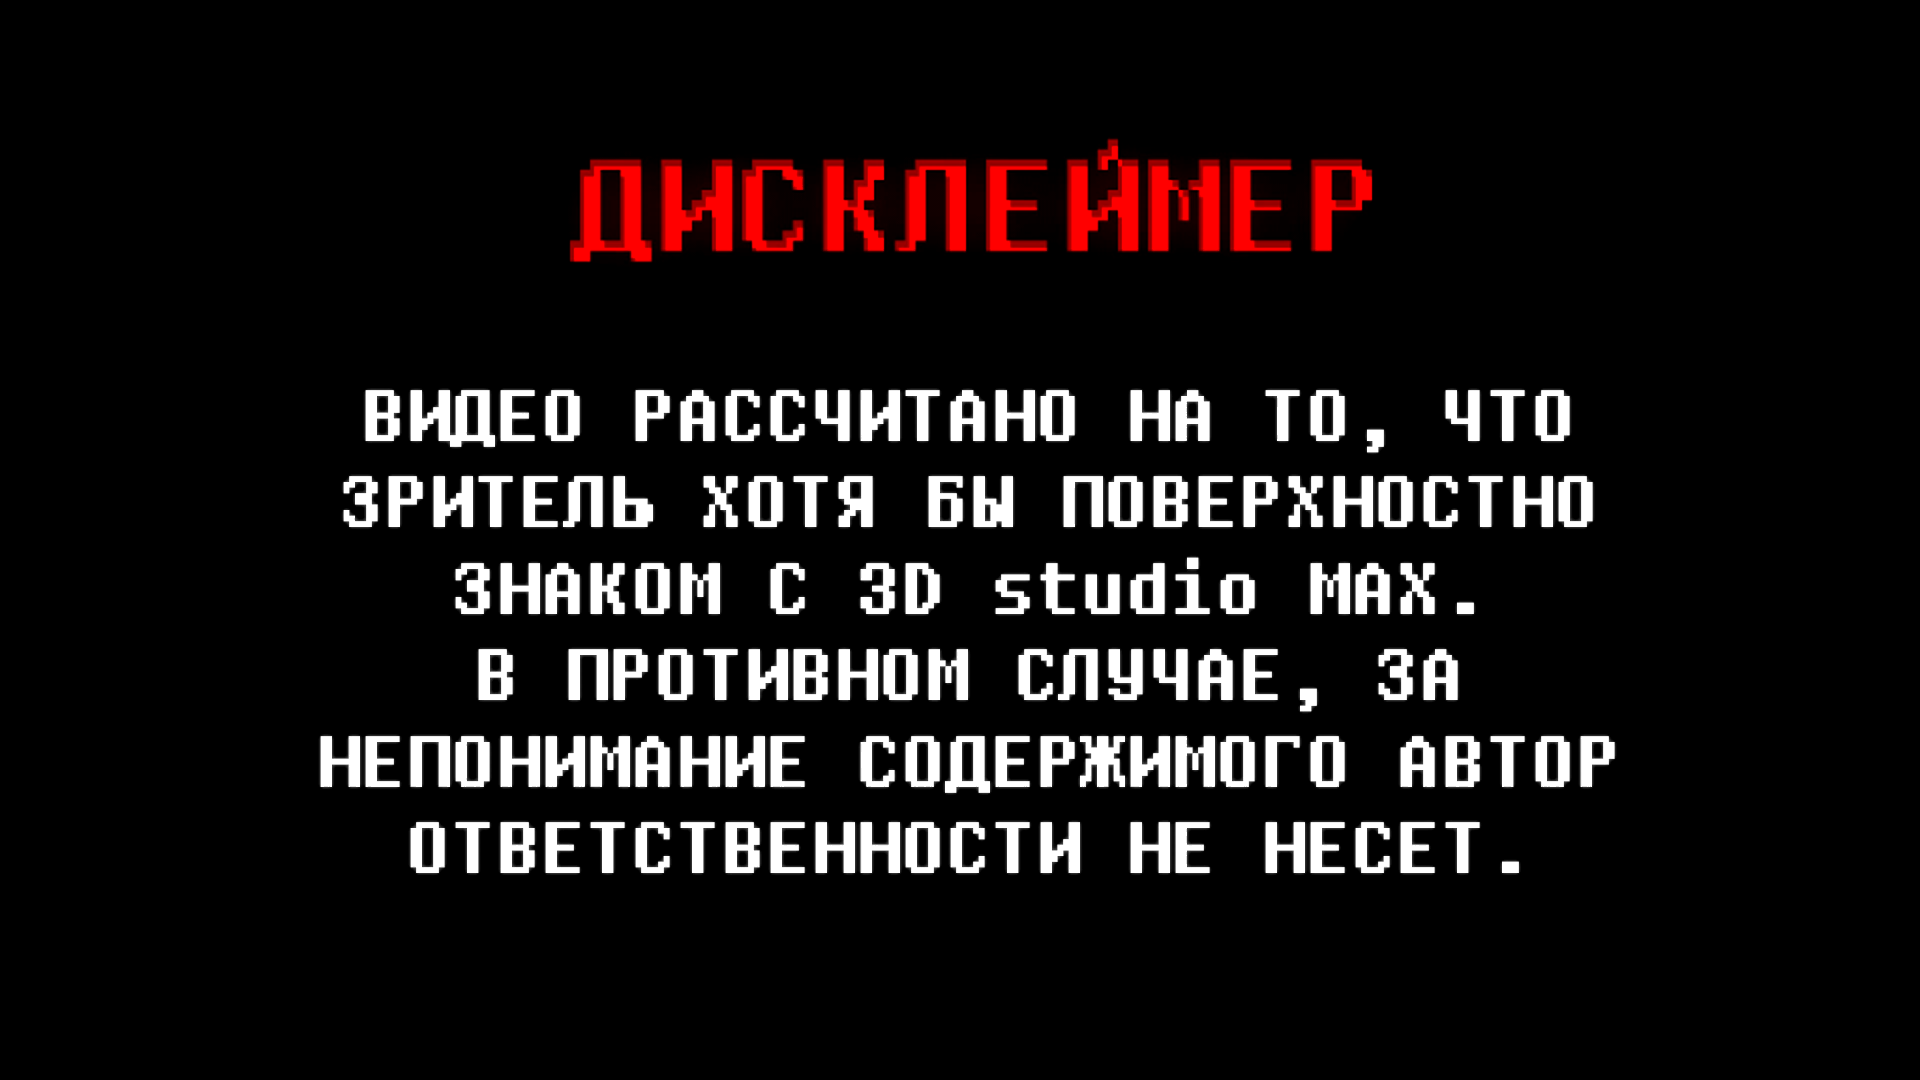 ДИСКЛЕЙМЕР
ВИДЕО РАССЧИТАНО НА ТО, ЧТО
ЗРИТЕЛЬ ХОТЯ БЫ ПОВЕРХНОСТНО
ЗНАКОМ С 3D studio MAX.
В ПРОТИВНОМ СЛУЧАЕ, ЗА
НЕПОНИМАНИЕ СОДЕРЖИМОГО АВТОР
ОТВЕТСТВЕННОСТИ НЕ НЕСЕТ.